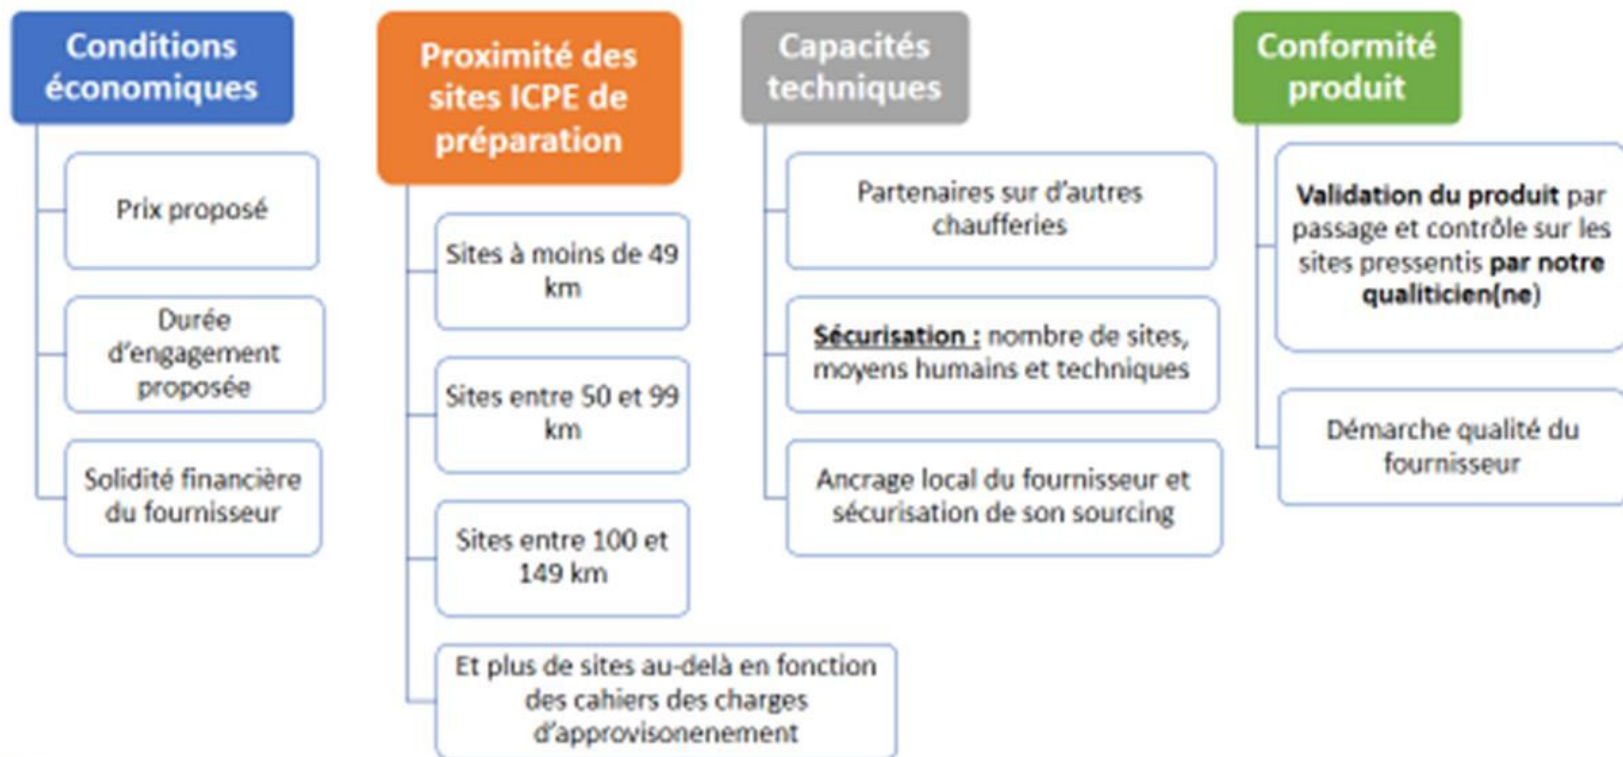 Conditions
économiques
Prix proposé
Durée
d'engagement
proposée
Solidité financière
du fournisseur
Proximité des
sites ICPE de
préparation
Sites à moins de 49
km
Sites entre 50 et 99
km
Sites entre 100 et
149 km
Et plus de sites au-delà en fonction
des cahiers des charges
d'approvisonenement
Capacités
techniques
Partenaires sur d'autres
chaufferies
Sécurisation : nombre de sites,
moyens humains et techniques
Ancrage local du fournisseur et
sécurisation de son sourcing
Conformité
produit
Validation du produit par
passage et contrôle sur les
sites pressentis par notre
qualiticien(ne)
Démarche qualité du
fournisseur